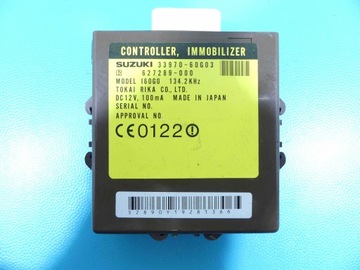 CONTROLLER, IMMOBILIZER
SUZUKI 33970-60G03
627289-000
MODEL I60G0 134.2KHz
TOKAI RIKA CO., LTD.
DC12V, 100mA MADE IN JAPAN
SERIAL NO.
APPROVAL NO.
CE0122
S2890Y19281366